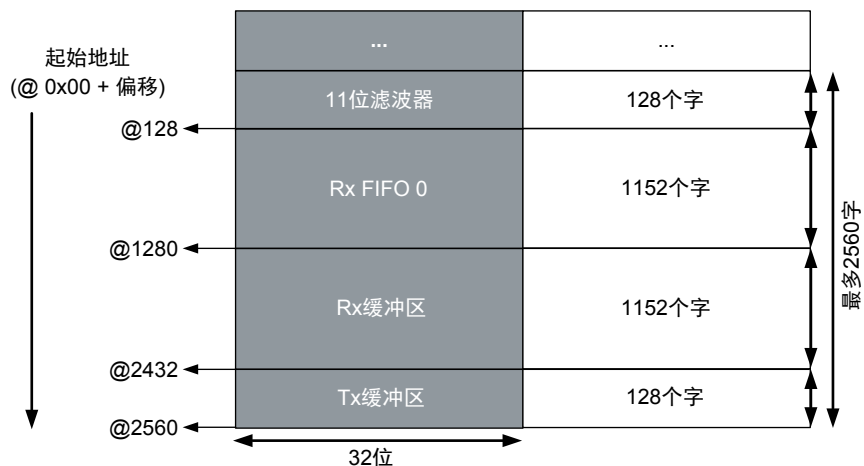 ... ...
起始地址
(@ 0x00 + 偏移)
11位滤波器 128个字
@128
Rx FIFO 0 1152个字
@1280
Rx缓冲区 1152个字
@2432
Tx缓冲区 128个字
@2560
32位
最多2560字